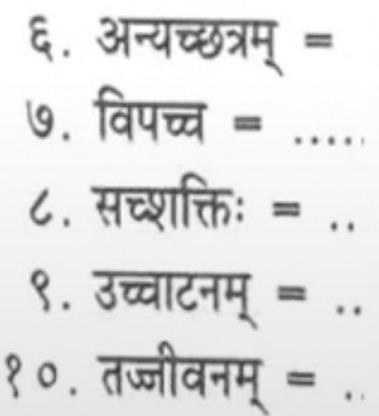 ६. अन्यच्छत्रम् =
७. विपच्च = .....
८. सच्शक्तिः = ..
९. उच्चाटनम् = ..
१०. तज्जीवनम् = ..